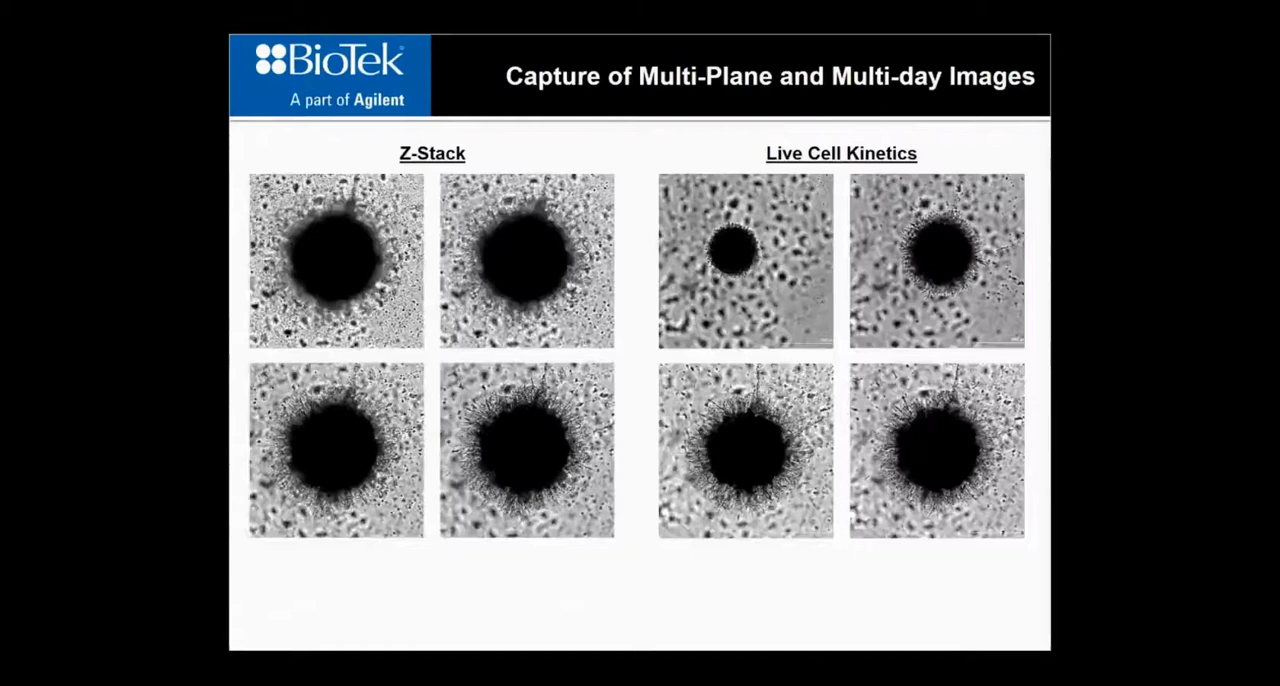 BioTek
A part of Agilent
Capture of Multi-Plane and Multi-day Images
Z-Stack
Live Cell Kinetics